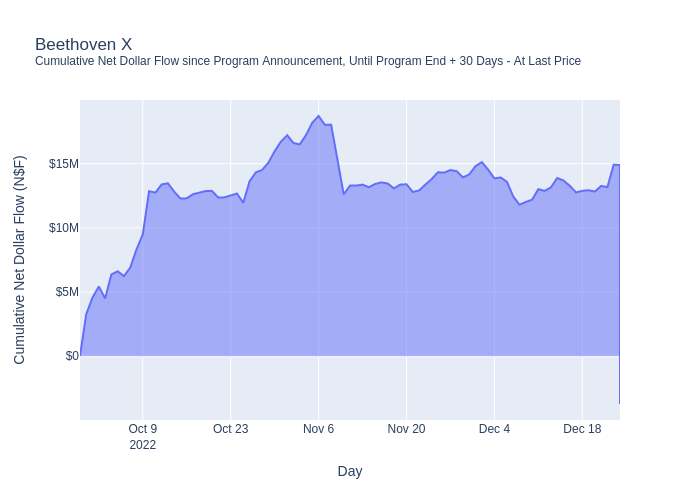 Beethoven X
Cumulative Net Dollar Flow since Program Announcement, Until Program End + 30 Days - At Last Price
Cumulative Net Dollar Flow (N$F)
$15M
$10M
$5M
$0
Oct 9
2022
Oct 23
Nov 6
Nov 20
Dec 4
Dec 18
Day